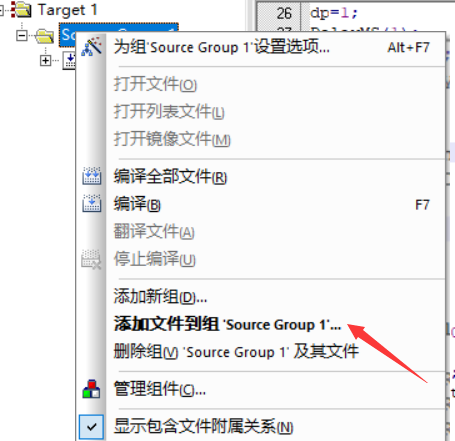 Target 1
26 dp=1;
Source Group 1
为组'Source Group 1'设置选项... Alt+F7
打开文件(O)
打开列表文件(L)
打开镜像文件(M)
编译全部文件(R)
编译(B) F7
翻译文件(A)
停止编译(U)
添加新组(D)...
添加文件到组 'Source Group 1'...
删除组(V) 'Source Group 1' 及其文件
管理组件(C)...
显示包含文件附属关系(N)